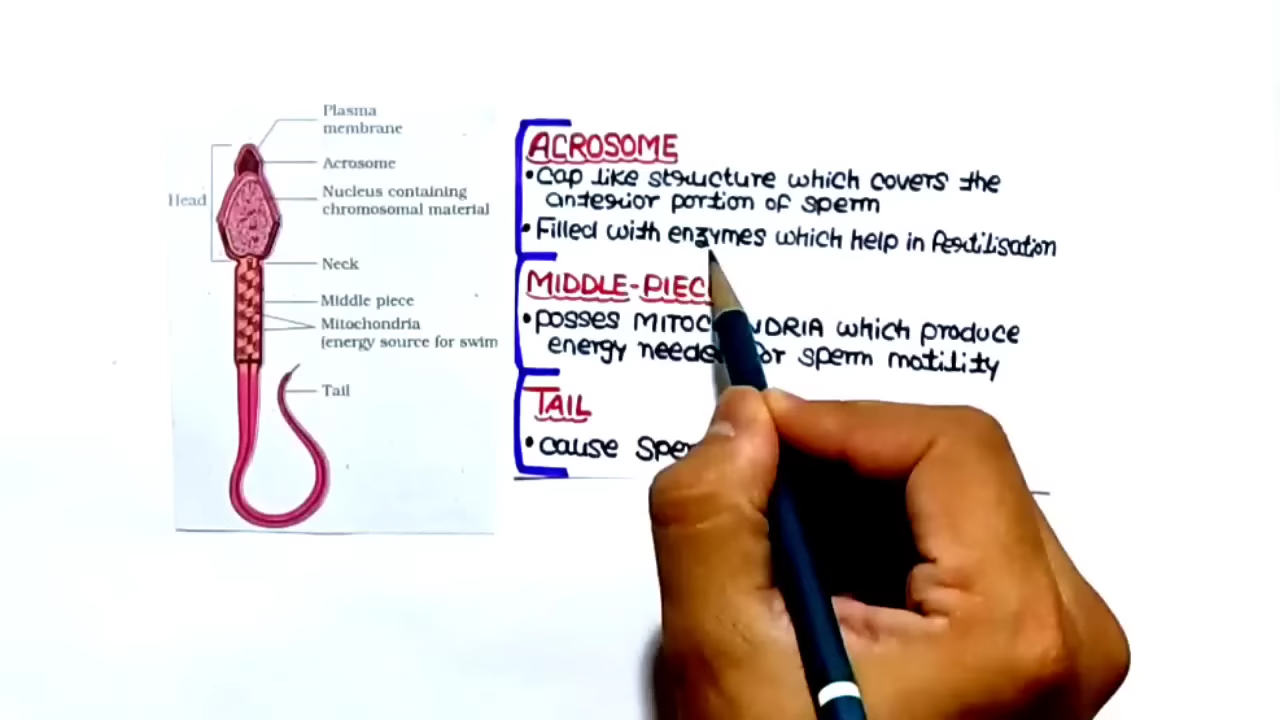 Plasma
membrane
Acrosome
Head
Nucleus containing
chromosomal material
Neck
Middle piece
Mitochondria
(energy source for swim
Tail
ACROSOME
• Cap like structure which covers the
anterior portion of sperm
• Filled with enzymes which help in fertilisation
MIDDLE-PIEC
• posses MITOC NDRIA which produce
energy neede or sperm motility
TAIL
• cause Spe